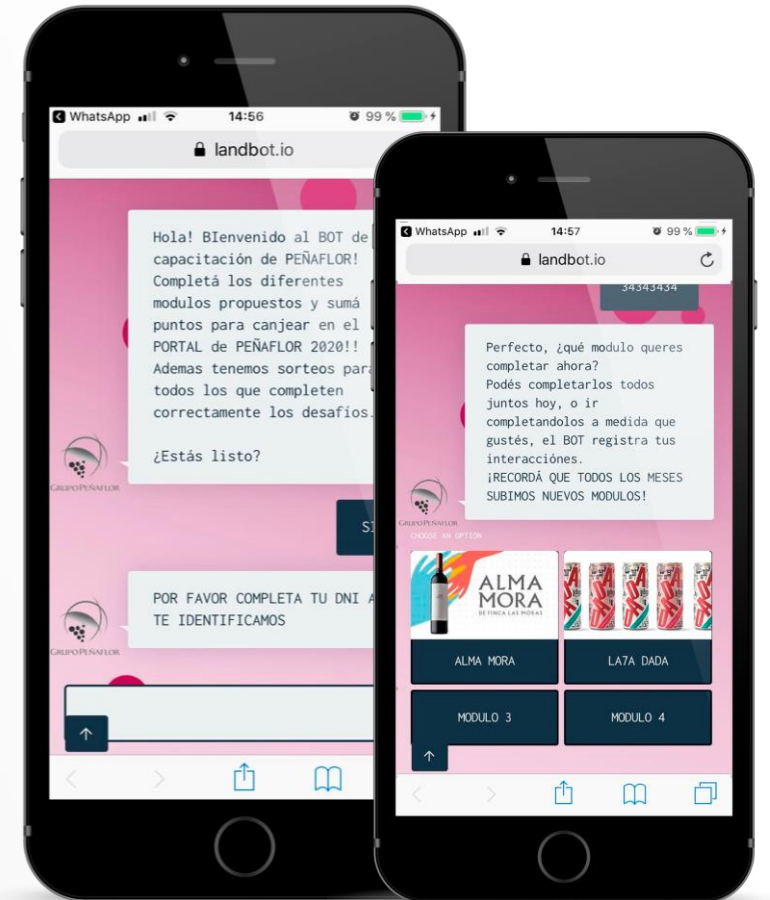 WhatsApp 14:56 99 %
landbot.io
Hola! BIenvenido al BOT de
capacitación de PEÑAFLOR!
Completá los diferentes
modulos propuestos y sumá
puntos para canjear en el
PORTAL de PEÑAFLOR 2020!!
Ademas tenemos sorteos para
todos los que completen
correctamente los desafíos.
¿Estás listo?
GRUPO PEÑAFLOR
POR FAVOR COMPLETA TU DNI A
TE IDENTIFICAMOS
GRUPO PEÑAFLOR
WhatsApp 14:57 99 %
landbot.io
34343434
Perfecto, ¿qué modulo queres
completar ahora?
Podés completarlos todos
juntos hoy, o ir
completandolos a medida que
gustés, el BOT registra tus
interacciónes.
¡RECORDÁ QUE TODOS LOS MESES
SUBIMOS NUEVOS MODULOS!
GRUPO PEÑAFLOR
CHOOSE AN OPTION
ALMA
MORA
DE FINCA LAS MORAS
ALMA MORA
LA7A DADA
MODULO 3
MODULO 4